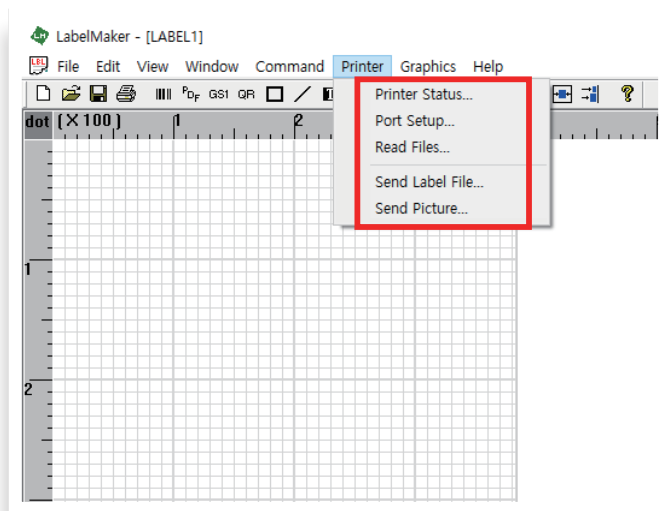 LabelMaker - [LABEL1]
File Edit View Window Command Printer Graphics Help
PDF GS1 QR
Printer Status...
dot (X100) 1 2
Port Setup...
Read Files...
Send Label File...
Send Picture...
1
2